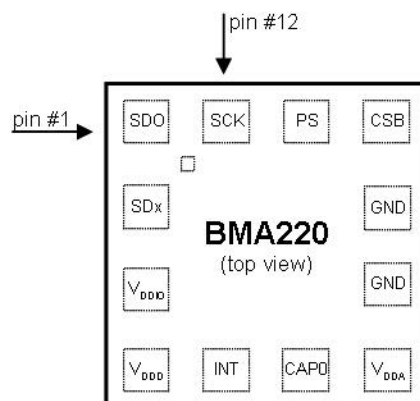 pin #12
pin #1
SDO SCK PS CSB
SDx GND
BMA220
(top view)
VDDIO GND
VDDD INT CAP0 VDDA